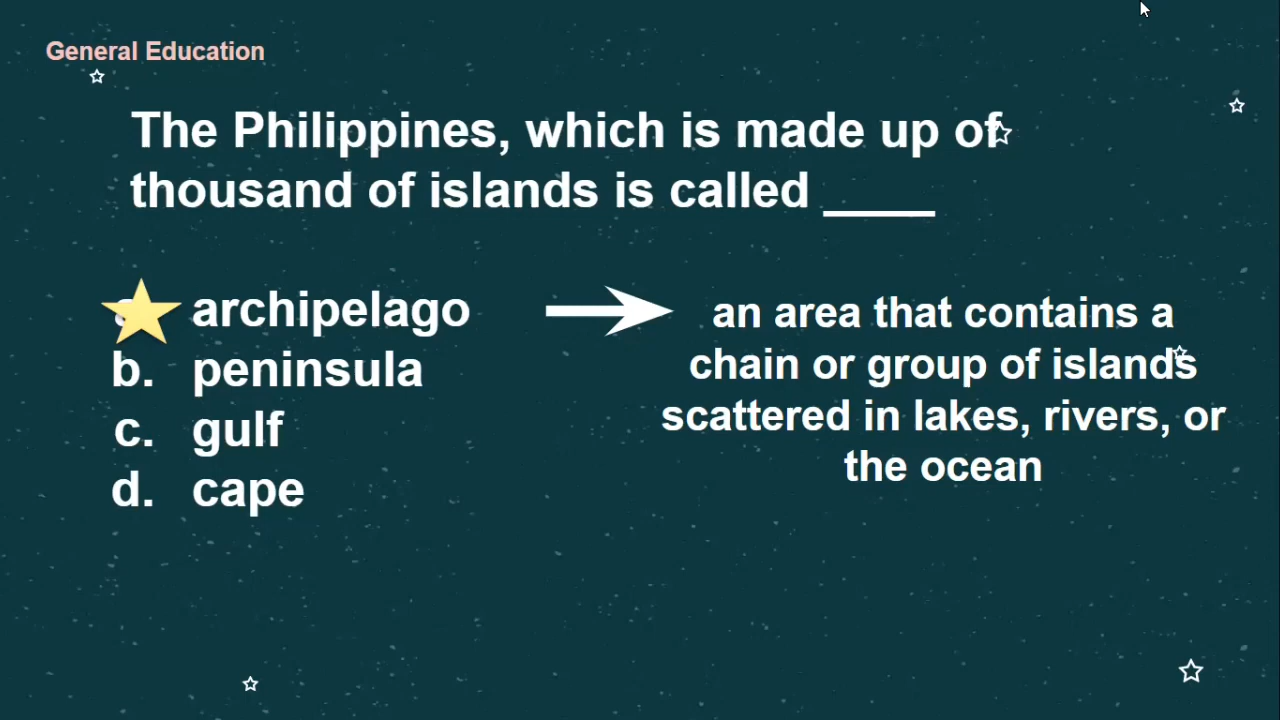 General Education
The Philippines, which is made up of
thousand of islands is called ____
archipelago
b. peninsula
c. gulf
d. cape
an area that contains a
chain or group of islands
scattered in lakes, rivers, or
the ocean